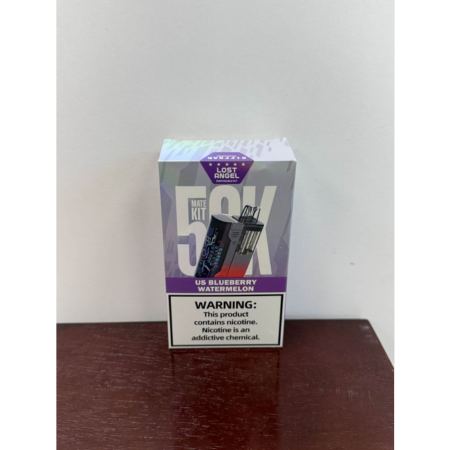 LOST
ANGEL
50K
MATE
KIT
US BLUEBERRY
WATERMELON
WARNING:
This product
contains nicotine.
Nicotine is an
addictive chemical.